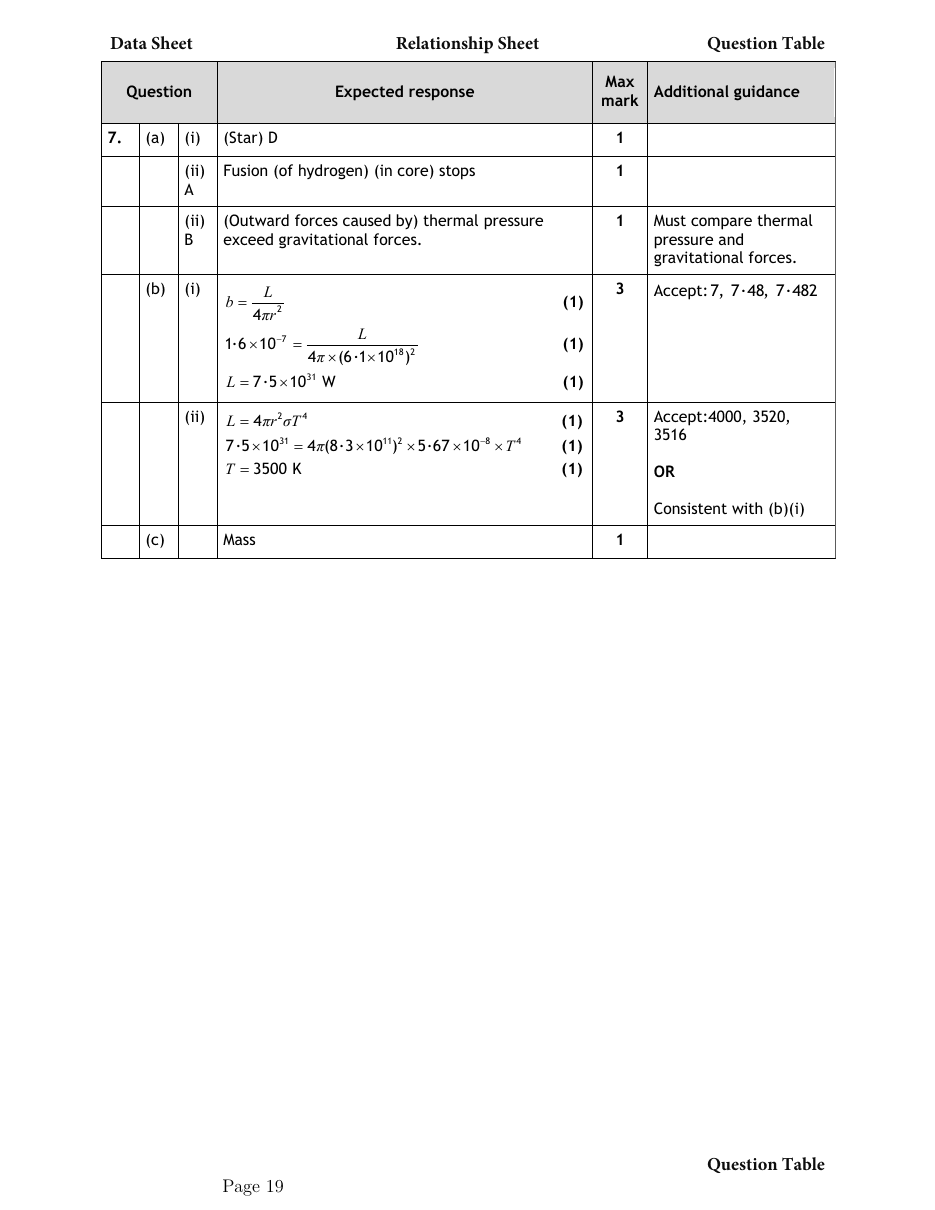 Data Sheet Relationship Sheet Question Table
Question Expected response Max mark Additional guidance
7. (a) (i) (Star) D 1
(ii) A Fusion (of hydrogen) (in core) stops 1
(ii) B (Outward forces caused by) thermal pressure 1 Must compare thermal
exceed gravitational forces. pressure and
gravitational forces.
(b) (i) b = L / 4πr² (1) 3 Accept: 7, 7·48, 7·482
1·6×10⁻⁷ = L / 4π×(6·1×10¹⁸)² (1)
L = 7·5×10³¹ W (1)
(ii) L = 4πr²σT⁴ (1) 3 Accept:4000, 3520,
3516
7·5×10³¹ = 4π(8·3×10¹¹)²×5·67×10⁻⁸×T⁴ (1)
T = 3500 K (1) OR
Consistent with (b)(i)
(c) Mass 1
Question Table
Page 19